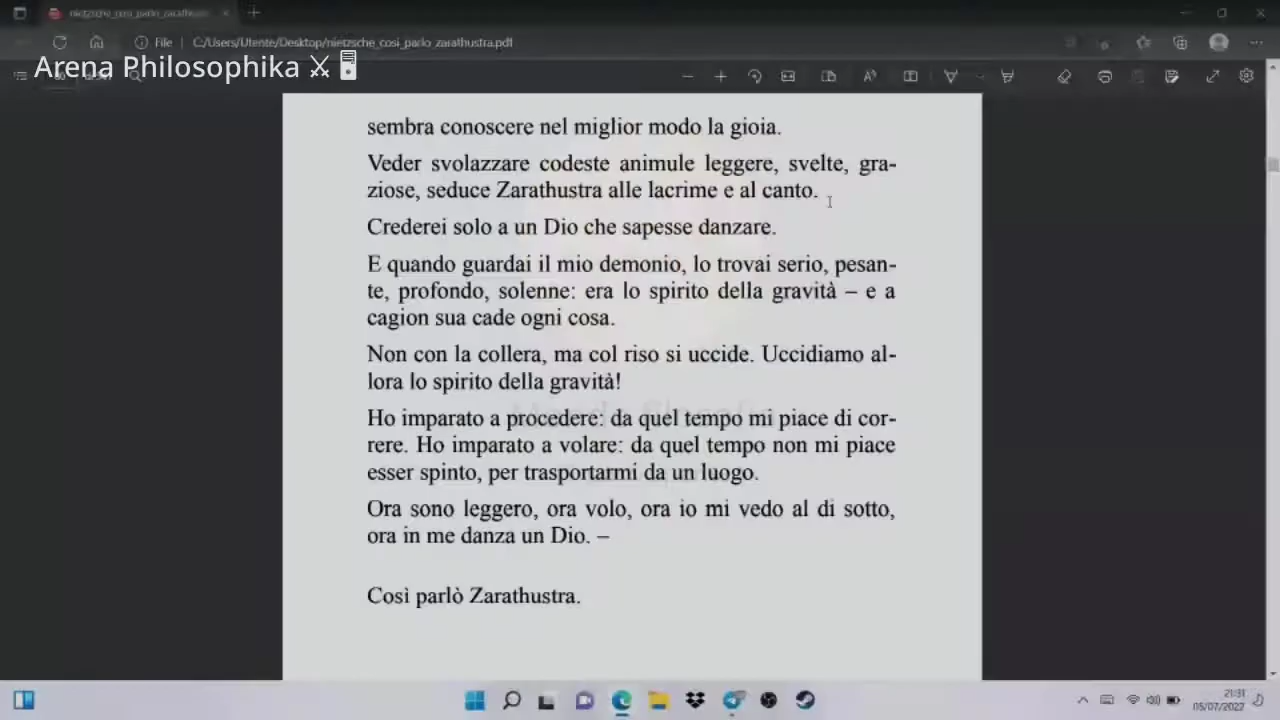 nietzsche_cosi_parlo_zarathust
File
C:/Users/Utente/Desktop/nietzsche_cosi_parlo_zarathustra.pdf
Arena Philosophika ⚔🖥
sembra conoscere nel miglior modo la gioia.
Veder svolazzare codeste animule leggere, svelte, gra-
ziose, seduce Zarathustra alle lacrime e al canto.
Crederei solo a un Dio che sapesse danzare.
E quando guardai il mio demonio, lo trovai serio, pesan-
te, profondo, solenne: era lo spirito della gravità – e a
cagion sua cade ogni cosa.
Non con la collera, ma col riso si uccide. Uccidiamo al-
lora lo spirito della gravità!
Ho imparato a procedere: da quel tempo mi piace di cor-
rere. Ho imparato a volare: da quel tempo non mi piace
esser spinto, per trasportarmi da un luogo.
Ora sono leggero, ora volo, ora io mi vedo al di sotto,
ora in me danza un Dio. –
Così parlò Zarathustra.
21:31
05/07/2022